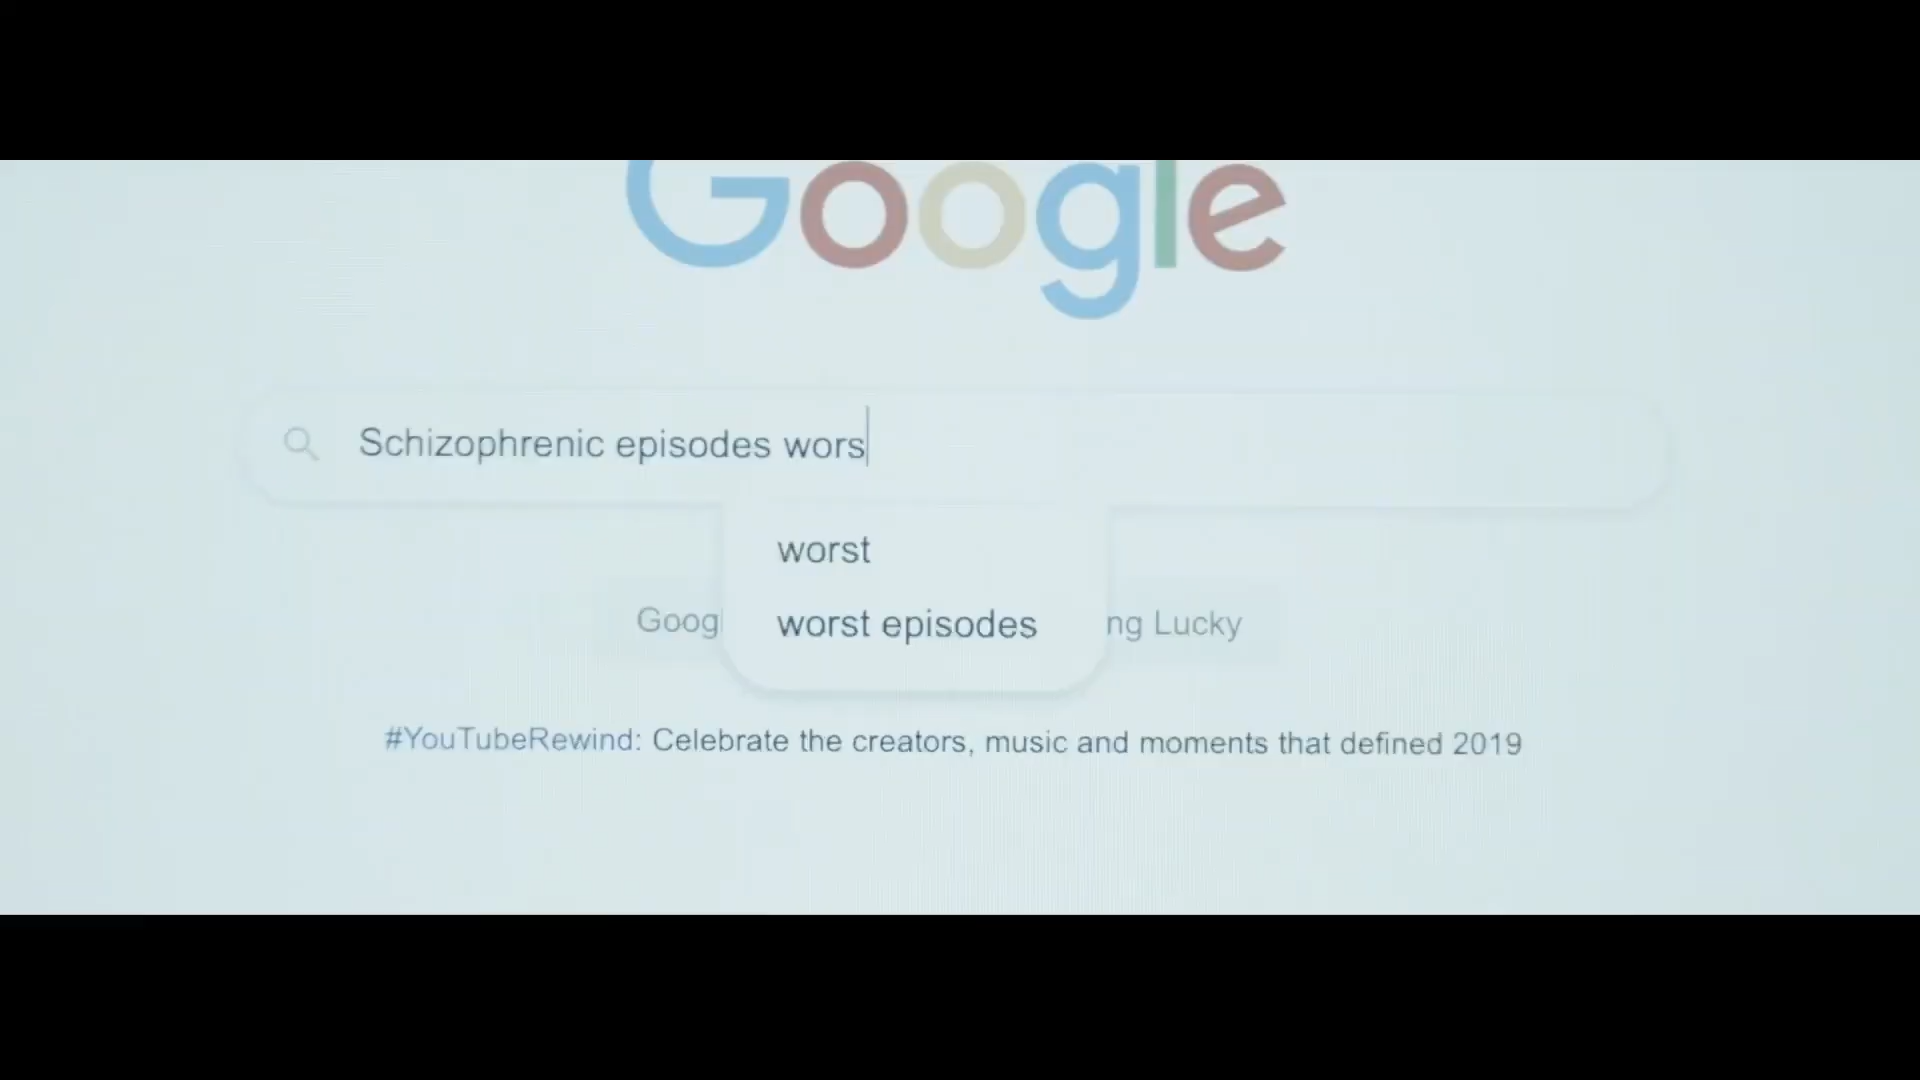 Google
Schizophrenic episodes wors
worst
worst episodes
Goog ng Lucky
#YouTubeRewind: Celebrate the creators, music and moments that defined 2019